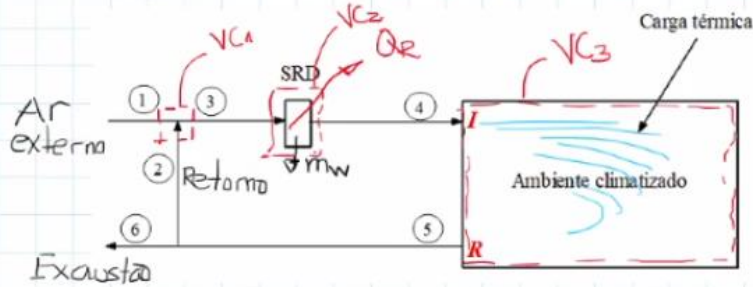 VC1
VC2
QR
VC3
Carga térmica
SRD
Ar
externo
1
3
4
I
mw
2
Retorno
Ambiente climatizado
6
5
R
Exaustão